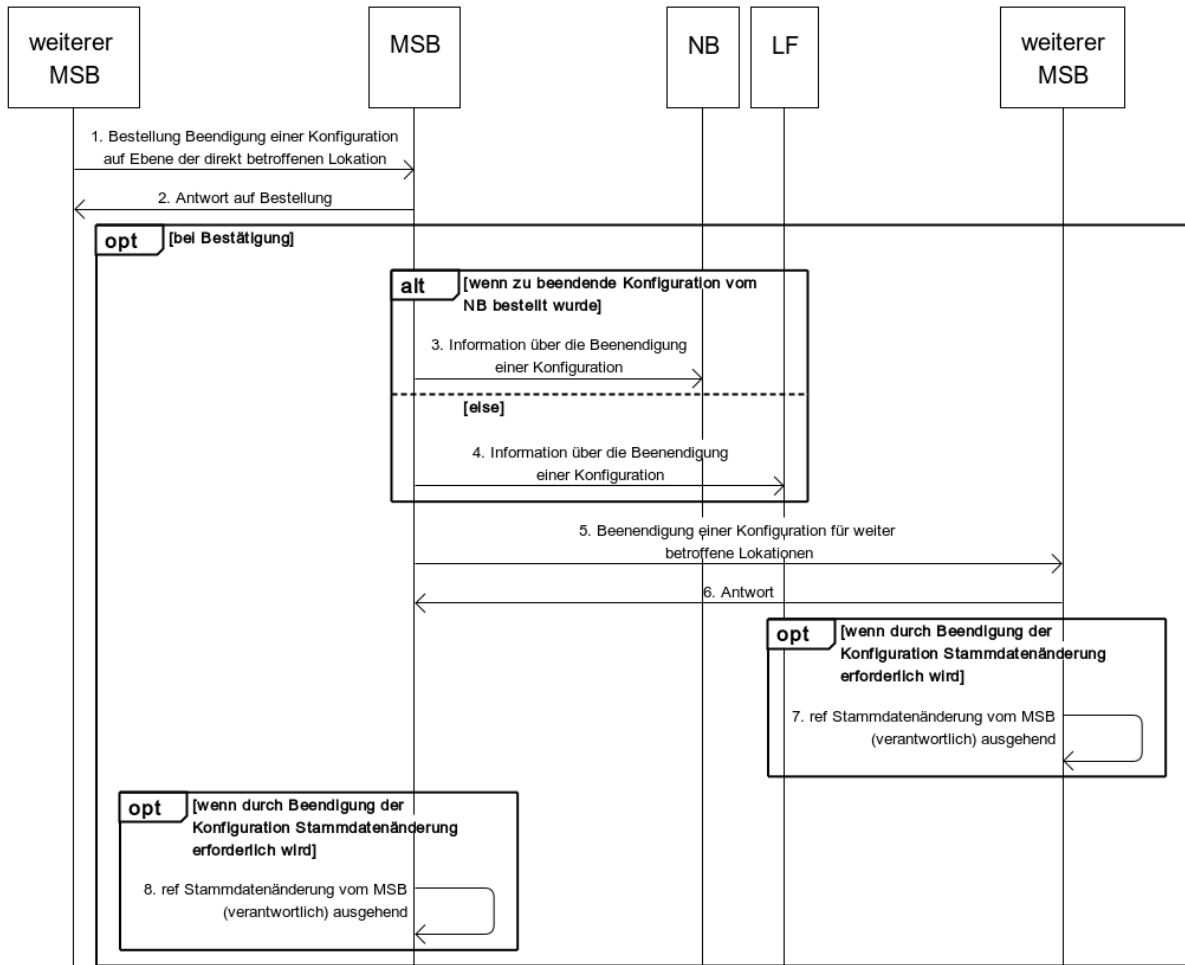 weiterer
MSB
MSB
NB
LF
weiterer
MSB
1. Bestellung Beendigung einer Konfiguration
auf Ebene der direkt betroffenen Lokation
2. Antwort auf Bestellung
opt
[bei Bestätigung]
alt
[wenn zu beendende Konfiguration vom
NB bestellt wurde]
3. Information über die Beenendigung
einer Konfiguration
[else]
4. Information über die Beenendigung
einer Konfiguration
5. Beenendigung einer Konfiguration für weiter
betroffene Lokationen
6. Antwort
opt
[wenn durch Beendigung der
Konfiguration Stammdatenänderung
erforderlich wird]
7. ref Stammdatenänderung vom MSB
(verantwortlich) ausgehend
opt
[wenn durch Beendigung der
Konfiguration Stammdatenänderung
erforderlich wird]
8. ref Stammdatenänderung vom MSB
(verantwortlich) ausgehend